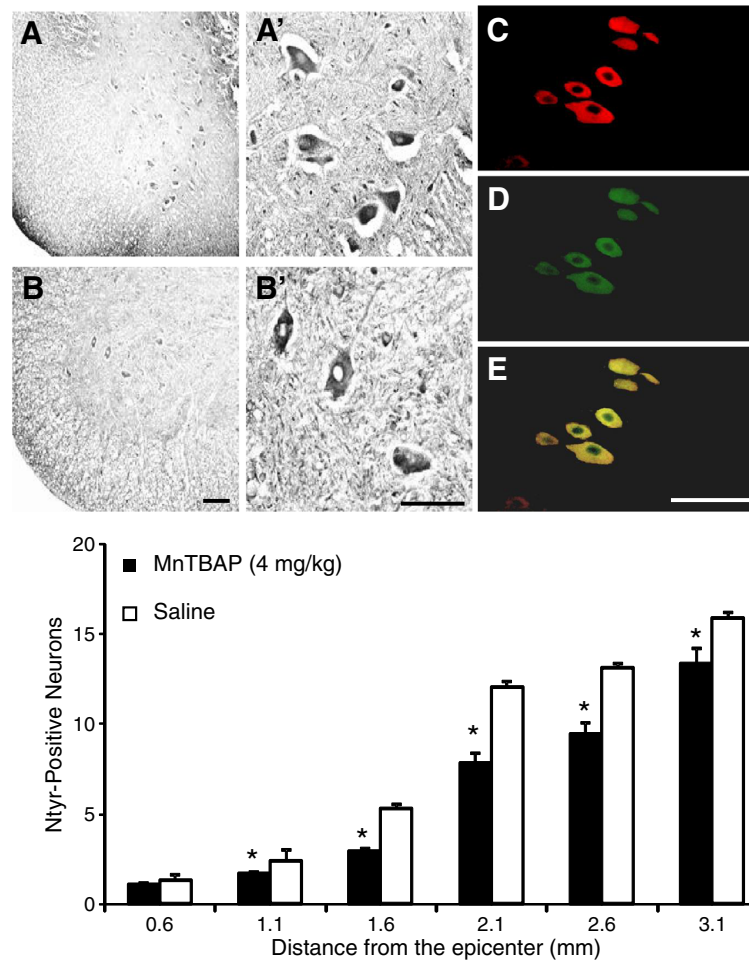 A
A'
C
D
B
B'
E
20
15
10
5
0
Ntyr-Positive Neurons
MnTBAP (4 mg/kg)
Saline
*
*
*
*
*
0.6
1.1
1.6
2.1
2.6
3.1
Distance from the epicenter (mm)